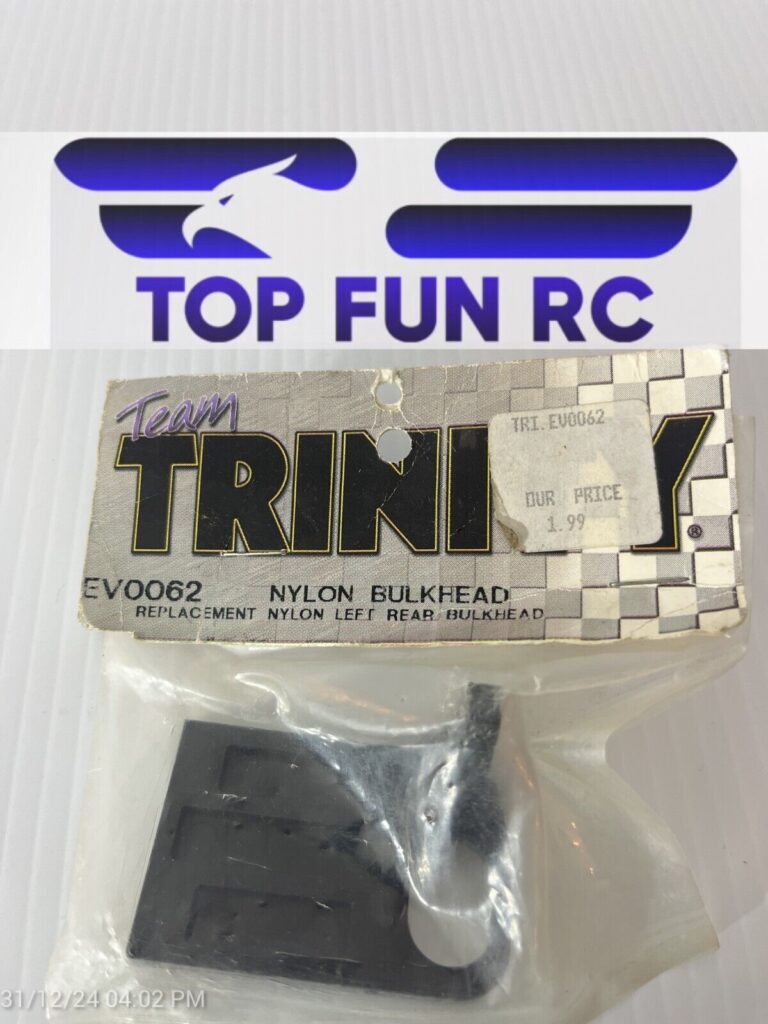 TOP FUN RC
Team
TRINI Y®
TRI.EV0062
OUR PRICE
1.99
EV0062 NYLON BULKHEAD
REPLACEMENT NYLON LEFT REAR BULKHEAD
31/12/24 04:02 PM